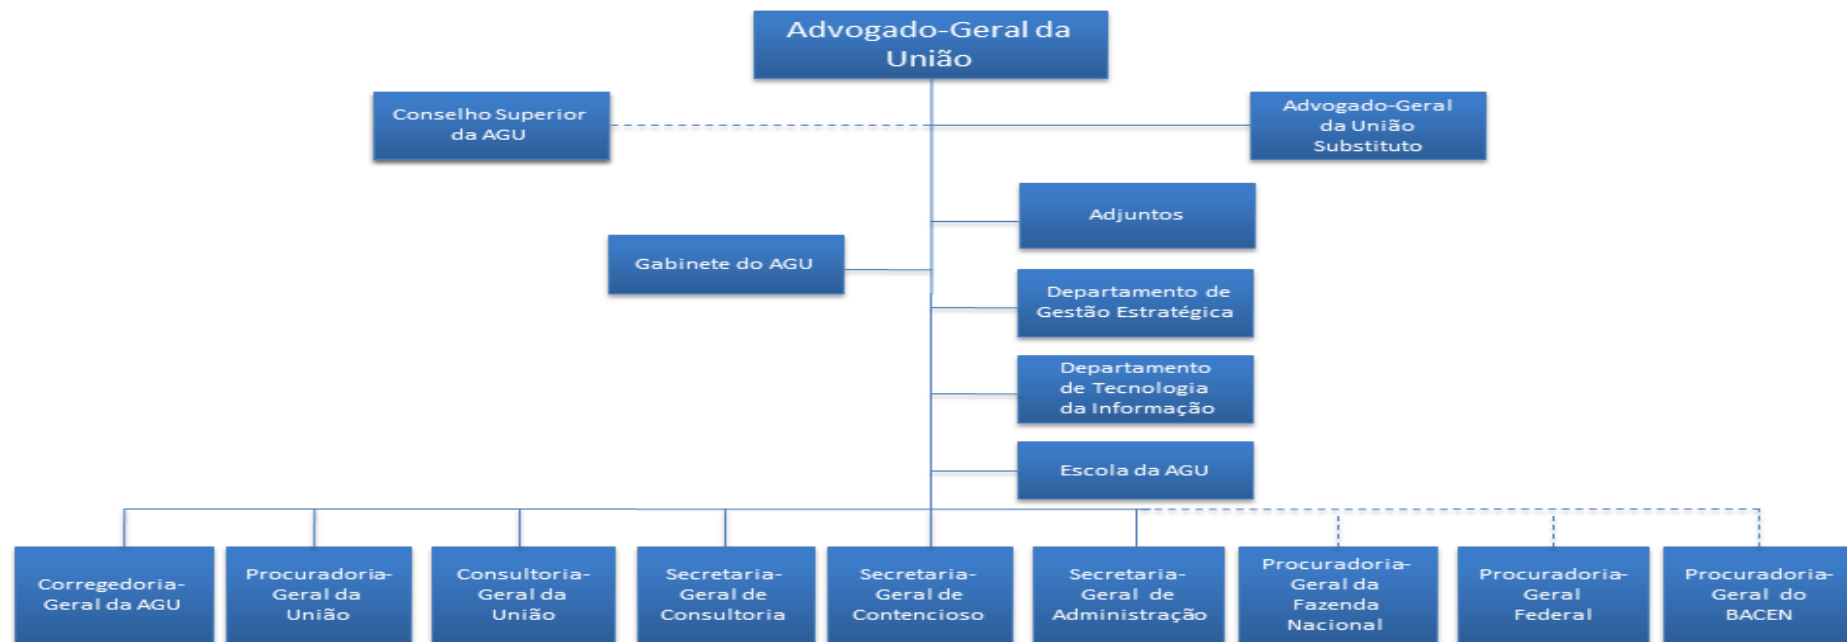 Advogado-Geral da
União
Conselho Superior
da AGU
Advogado-Geral
da União
Substituto
Adjuntos
Gabinete do AGU
Departamento de
Gestão Estratégica
Departamento
de Tecnologia
da Informação
Escola da AGU
Corregedoria-
Geral da AGU
Procuradoria-
Geral da
União
Consultoria-
Geral da
União
Secretaria-
Geral de
Consultoria
Secretaria-
Geral de
Contencioso
Secretaria-
Geral de
Administração
Procuradoria-
Geral da
Fazenda
Nacional
Procuradoria-
Geral
Federal
Procuradoria-
Geral do
BACEN